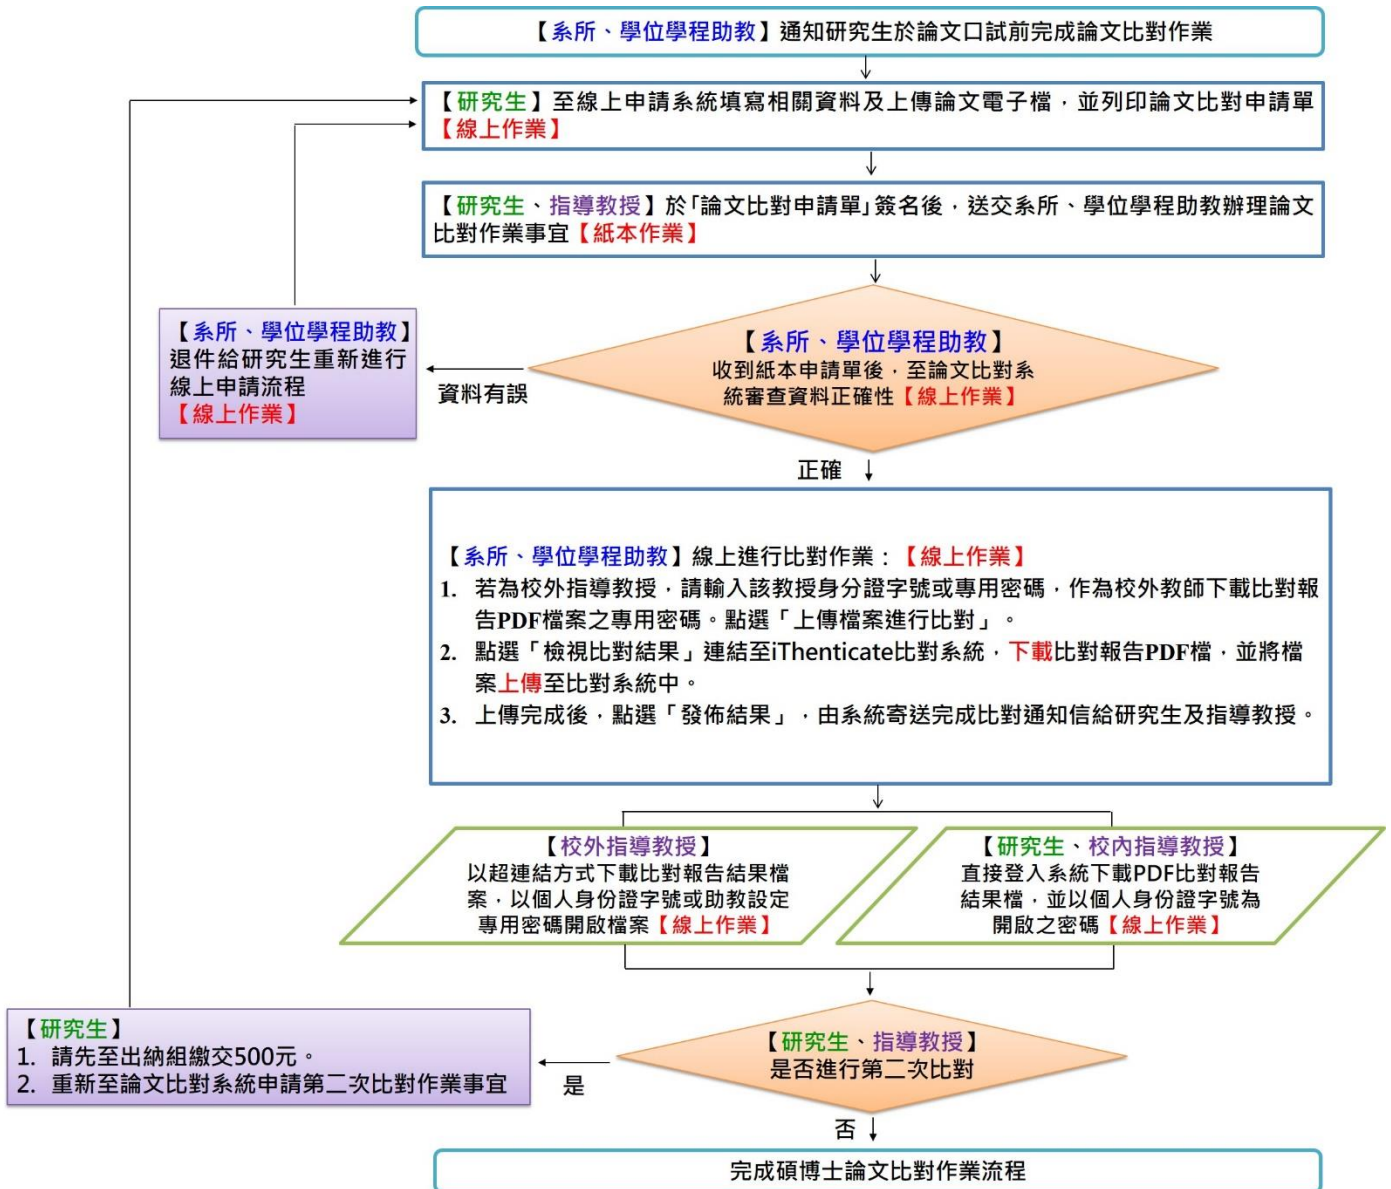 【系所、學位學程助教】通知研究生於論文口試前完成論文比對作業
【研究生】至線上申請系統填寫相關資料及上傳論文電子檔，並列印論文比對申請單
【線上作業】
【研究生、指導教授】於「論文比對申請單」簽名後，送交系所、學位學程助教辦理論文
比對作業事宜【紙本作業】
【系所、學位學程助教】
收到紙本申請單後，至論文比對系
統審查資料正確性【線上作業】
資料有誤
【系所、學位學程助教】
退件給研究生重新進行
線上申請流程
【線上作業】
正確
【系所、學位學程助教】線上進行比對作業：【線上作業】
1. 若為校外指導教授，請輸入該教授身分證字號或專用密碼，作為校外教師下載比對報
告PDF檔案之專用密碼。點選「上傳檔案進行比對」。
2. 點選「檢視比對結果」連結至iThenticate比對系統，下載比對報告PDF檔，並將檔
案上傳至比對系統中。
3. 上傳完成後，點選「發佈結果」，由系統寄送完成比對通知信給研究生及指導教授。
【校外指導教授】
以超連結方式下載比對報告結果檔
案，以個人身份證字號或助教設定
專用密碼開啟檔案【線上作業】
【研究生、校內指導教授】
直接登入系統下載PDF比對報告
結果檔，並以個人身份證字號為
開啟之密碼【線上作業】
【研究生、指導教授】
是否進行第二次比對
是
【研究生】
1. 請先至出納組繳交500元。
2. 重新至論文比對系統申請第二次比對作業事宜
否
完成碩博士論文比對作業流程